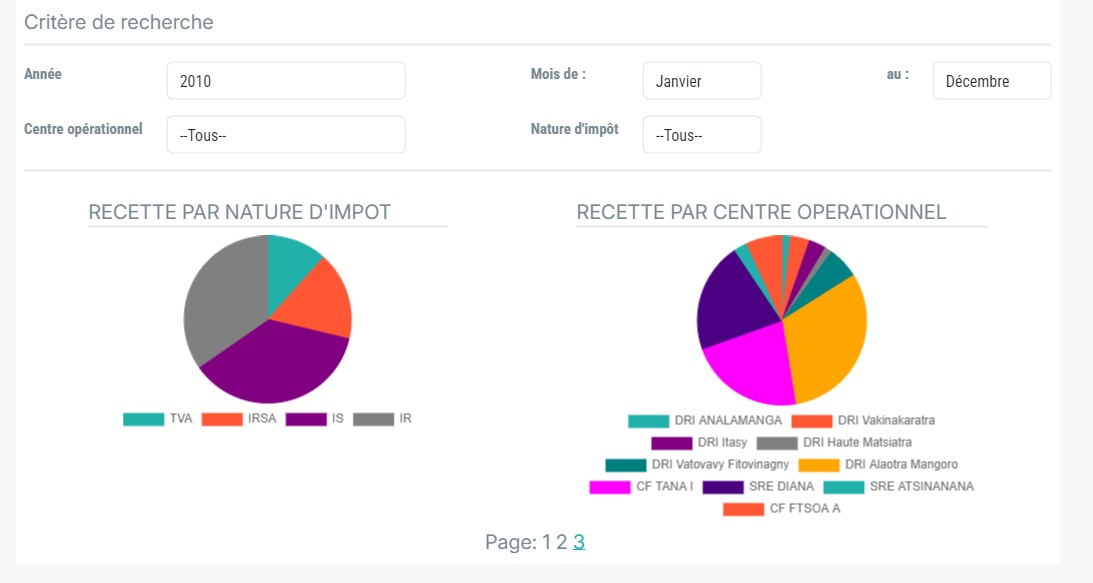 Critère de recherche
Année 2010 Mois de : Janvier au : Décembre
Centre opérationnel --Tous-- Nature d'impôt --Tous--
RECETTE PAR NATURE D'IMPOT
TVA IRSA IS IR
RECETTE PAR CENTRE OPERATIONNEL
DRI ANALAMANGA DRI Vakinakaratra
DRI Itasy DRI Haute Matsiatra
DRI Vatovavy Fitovinagny DRI Alaotra Mangoro
CF TANA I SRE DIANA SRE ATSINANANA
CF FTSOA A
Page: 1 2 3